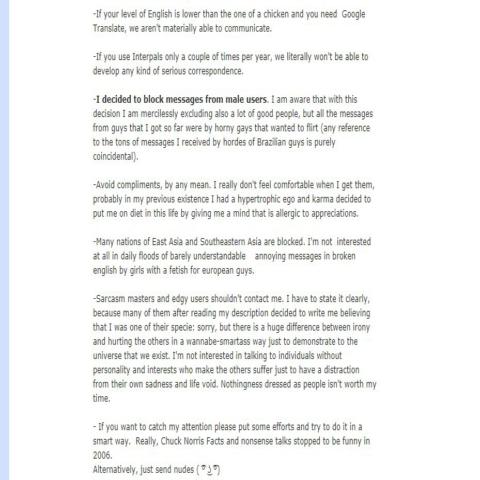 -If your level of English is lower than the one of a chicken and you need  Google
Translate, we aren't materially able to communicate.
-If you use Interpals only a couple of times per year, we literally won't be able to
develop any kind of serious correspondence.
-I decided to block messages from male users. I am aware that with this
decision I am mercilessly excluding also a lot of good people, but all the messages
from guys that I got so far were by horny gays that wanted to flirt (any reference
to the tons of messages I received by hordes of Brazilian guys is purely
coincidental).
-Avoid compliments, by any mean. I really don't feel comfortable when I get them,
probably in my previous existence I had a hypertrophic ego and karma decided to
put me on diet in this life by giving me a mind that is allergic to appreciations.
-Many nations of East Asia and Southeastern Asia are blocked. I'm not  interested
at all in daily floods of barely understandable    annoying messages in broken
english by girls with a fetish for european guys.
-Sarcasm masters and edgy users shouldn't contact me. I have to state it clearly,
because many of them after reading my description decided to write me believing
that I was one of their specie: sorry, but there is a huge difference between irony
and hurting the others in a wannabe-smartass way just to demonstrate to the
universe that we exist. I'm not interested in talking to individuals without
personality and interests who make the others suffer just to have a distraction
from their own sadness and life void. Nothingness dressed as people isn't worth my
time.
- If you want to catch my attention please put some efforts and try to do it in a
smart way.  Really, Chuck Norris Facts and nonsense talks stopped to be funny in
2006.
Alternatively, just send nudes ( ͡° ͜ʖ ͡°)